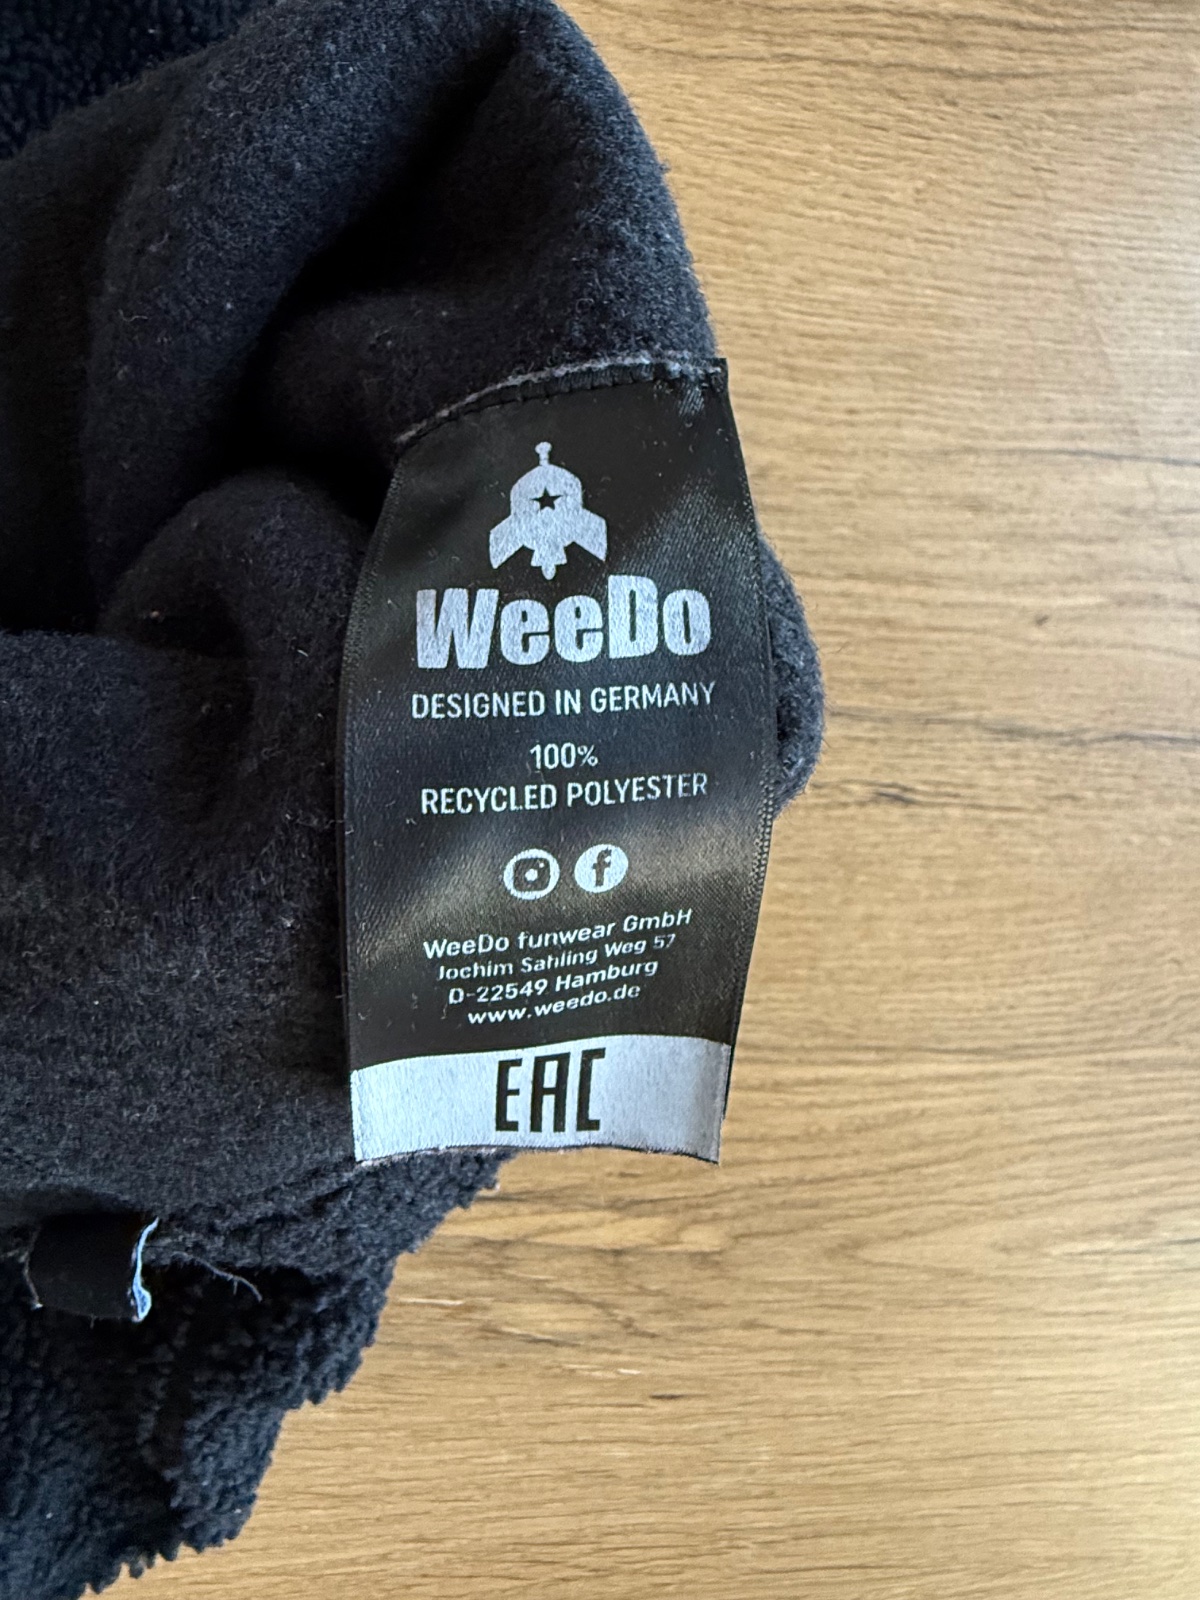 WeeDo
DESIGNED IN GERMANY
100%
RECYCLED POLYESTER
WeeDo funwear GmbH
Jochim Sahling Weg 57
D-22549 Hamburg
www.weedo.de
EAC